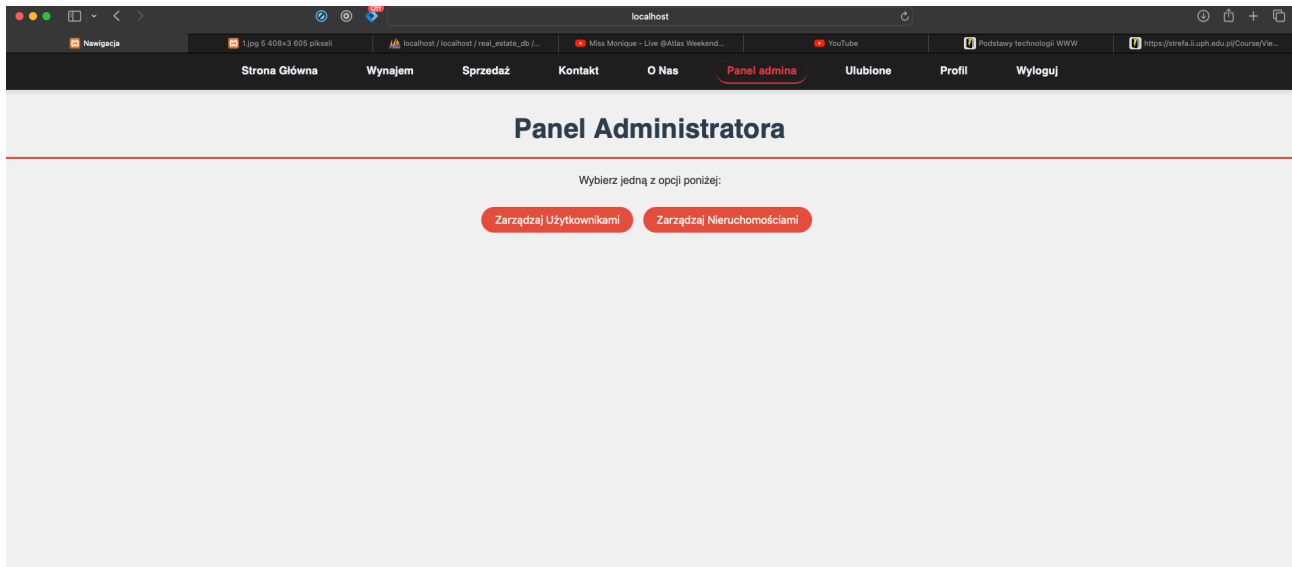 localhost
Off
Nawigacja
1.jpg 5 408×3 605 pikseli
localhost / localhost / real_estate_db /...
Miss Monique - Live @Atlas Weekend...
YouTube
Podstawy technologii WWW
https://strefa.ii.uph.edu.pl/Course/Vie...
Strona Główna Wynajem Sprzedaż Kontakt O Nas Panel admina Ulubione Profil Wyloguj
Panel Administratora
Wybierz jedną z opcji poniżej:
Zarządzaj Użytkownikami Zarządzaj Nieruchomościami